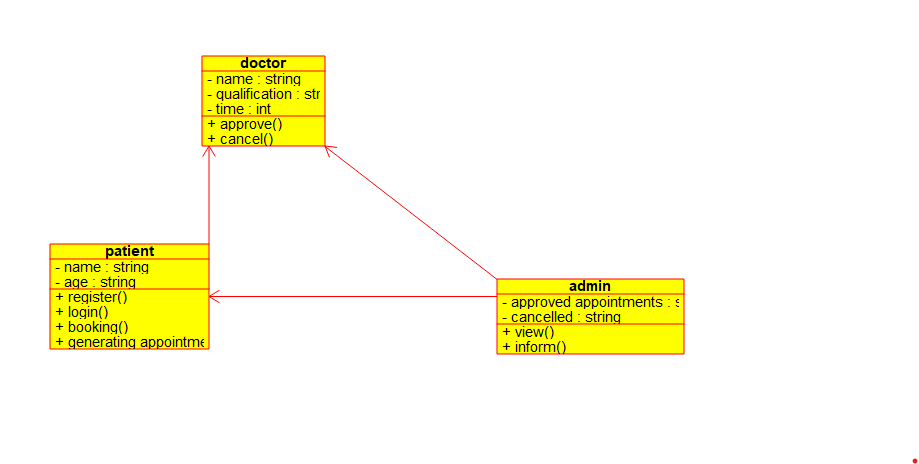 doctor
- name : string
- qualification : str
- time : int
+ approve()
+ cancel()
patient
- name : string
- age : string
+ register()
+ login()
+ booking()
+ generating appointme
admin
- approved appointments : s
- cancelled : string
+ view()
+ inform()